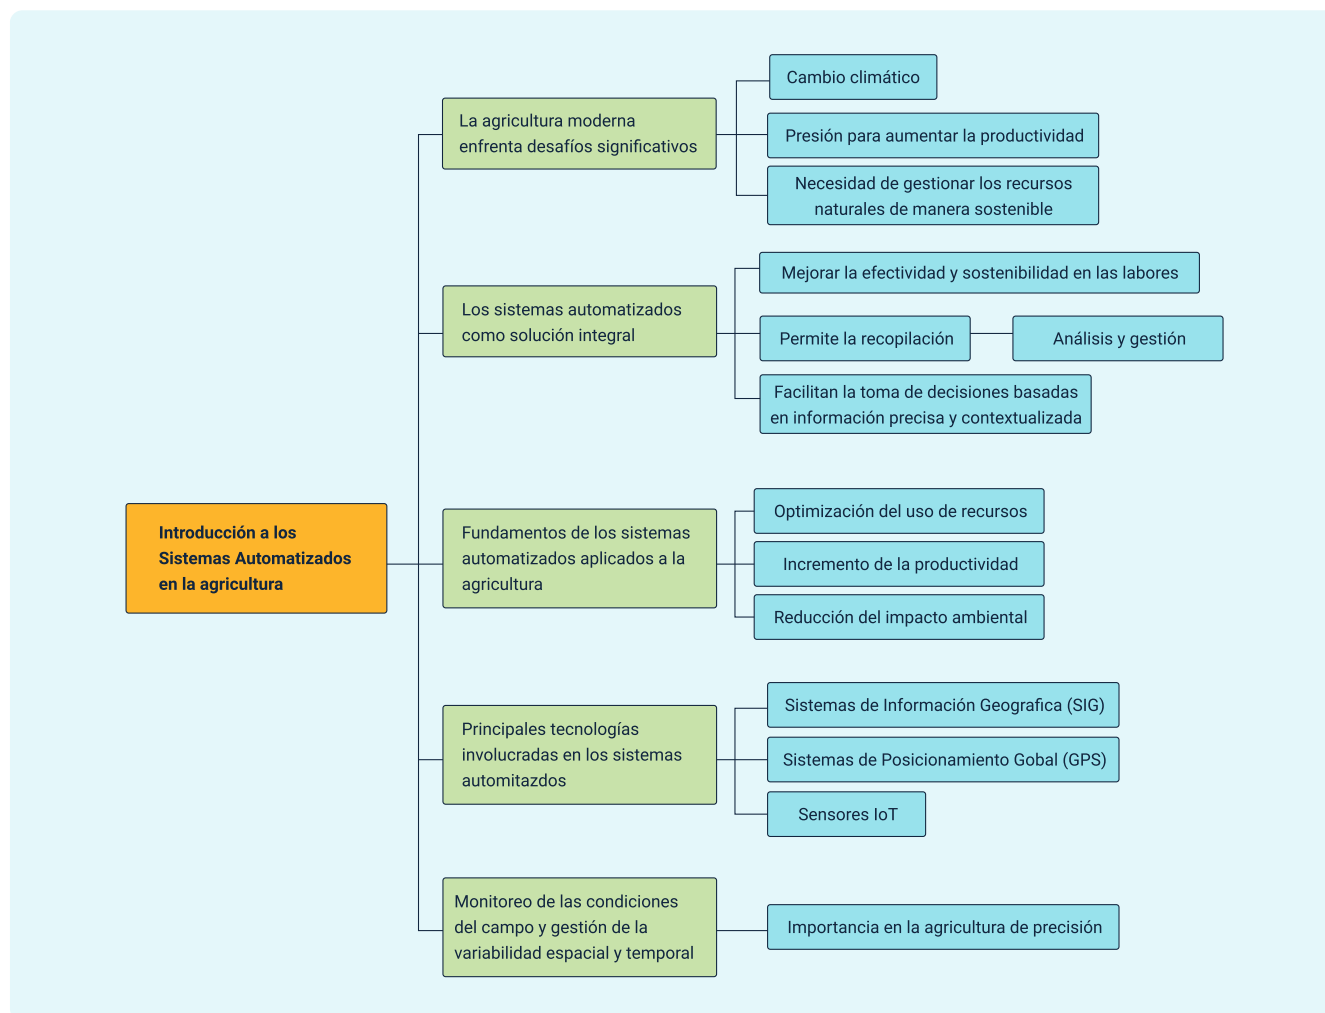 Introducción a los
Sistemas Automatizados
en la agricultura
La agricultura moderna
enfrenta desafíos significativos
Cambio climático
Presión para aumentar la productividad
Necesidad de gestionar los recursos
naturales de manera sostenible
Los sistemas automatizados
como solución integral
Mejorar la efectividad y sostenibilidad en las labores
Permite la recopilación
Análisis y gestión
Facilitan la toma de decisiones basadas
en información precisa y contextualizada
Fundamentos de los sistemas
automatizados aplicados a la
agricultura
Optimización del uso de recursos
Incremento de la productividad
Reducción del impacto ambiental
Principales tecnologías
involucradas en los sistemas
automitazdos
Sistemas de Información Geografica (SIG)
Sistemas de Posicionamiento Gobal (GPS)
Sensores IoT
Monitoreo de las condiciones
del campo y gestión de la
variabilidad espacial y temporal
Importancia en la agricultura de precisión